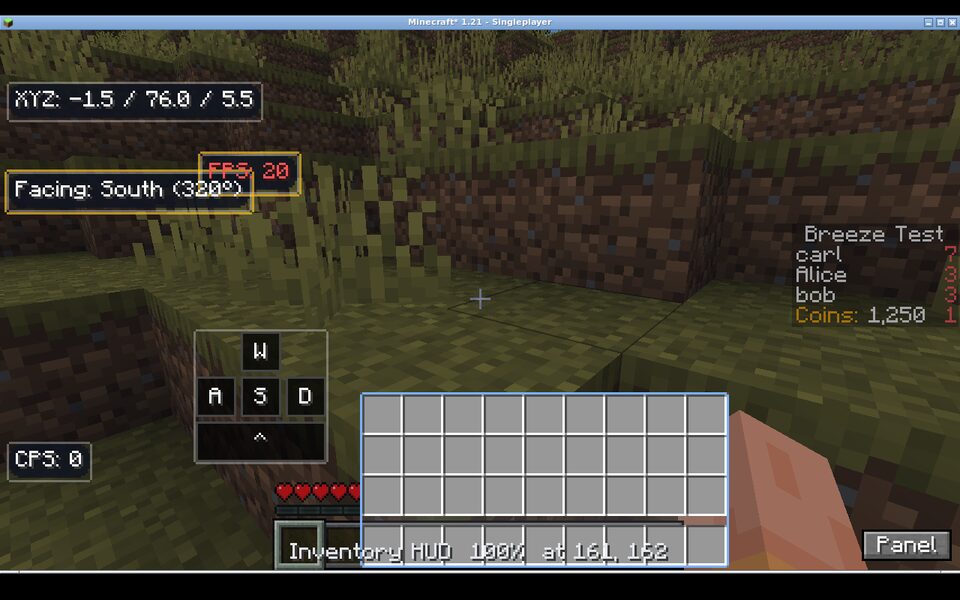 Minecraft* 1.21 - Singleplayer
XYZ: -1.5 / 76.0 / 5.5
FPS: 20
Facing: South (320°)
Breeze Test
carl 7
Alice 3
bob 3
Coins: 1,250 1
W
A S D
^
CPS: 0
Inventory HUD 100% at 161, 162
Panel